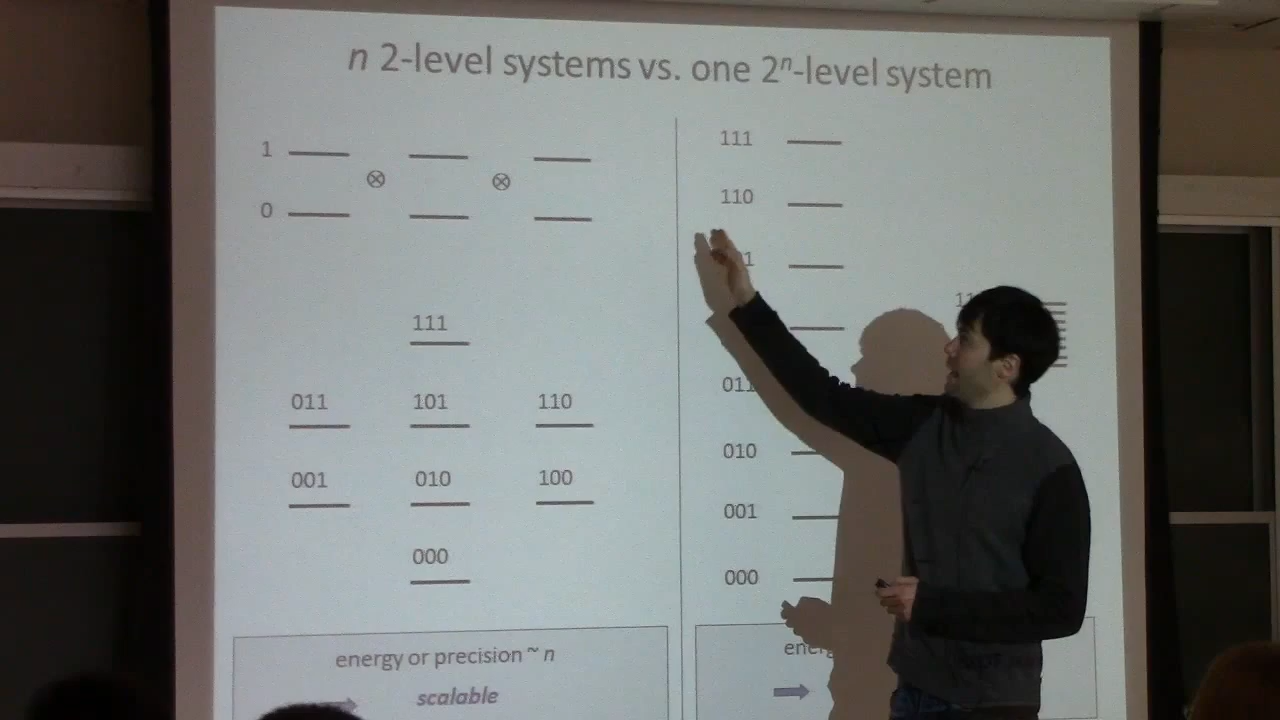 n 2-level systems vs. one 2ⁿ-level system
1
⊗ ⊗
0
111
011 101 110
001 010 100
000
energy or precision ~ n
scalable
111
110
011
010
001
000